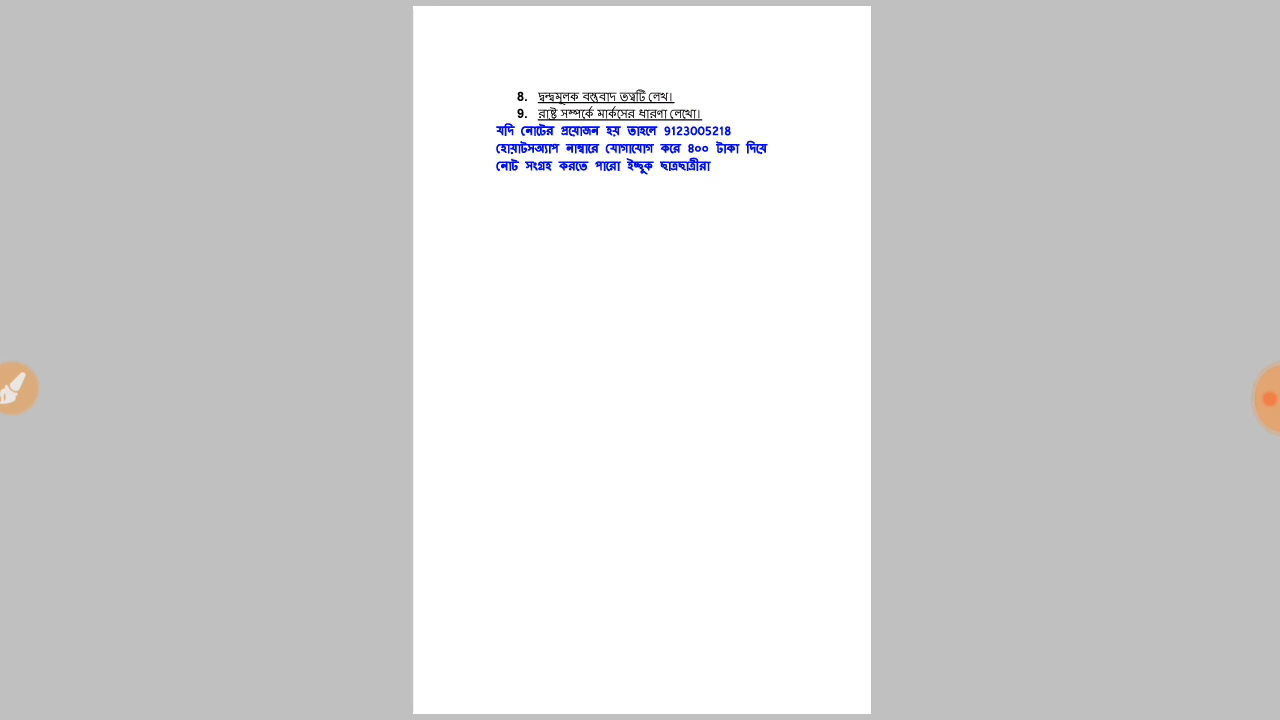 8. দ্বন্দ্বমূলক বস্তুবাদ তত্বটি লেখ।
9. রাষ্ট্র সম্পর্কে মার্কসের ধারণা লেখো।
যদি নোটের প্রয়োজন হয় তাহলে 9123005218
হোয়াটসঅ্যাপ নাম্বারে যোগাযোগ করে ৪০০ টাকা দিয়ে
নোট সংগ্রহ করতে পারো ইচ্ছুক ছাত্রছাত্রীরা